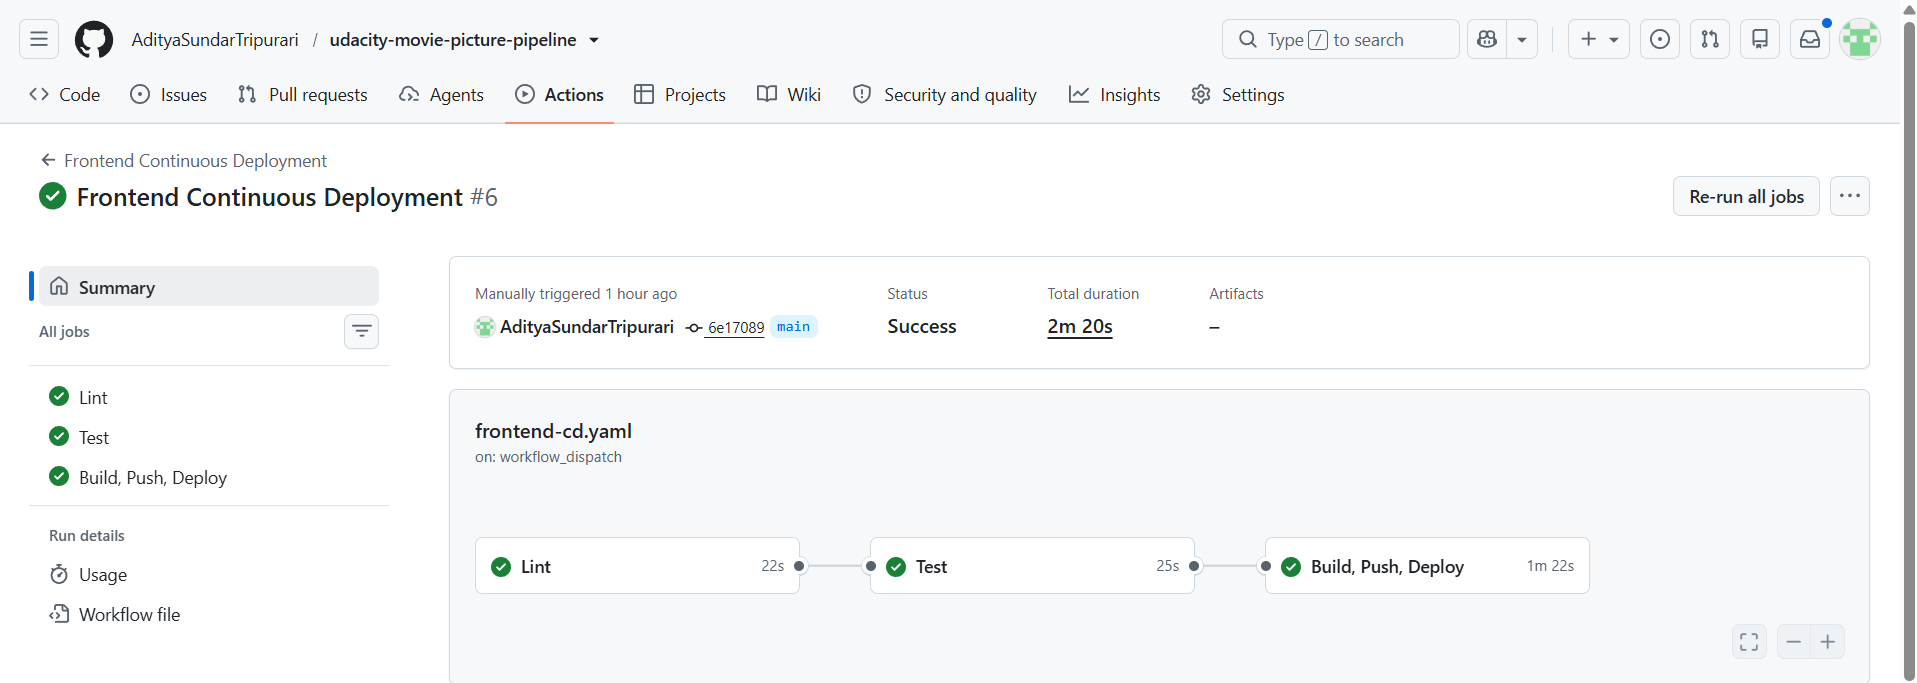 AdityaSundarTripurari / udacity-movie-picture-pipeline
Type / to search
Code Issues Pull requests Agents Actions Projects Wiki Security and quality Insights Settings
Frontend Continuous Deployment
Frontend Continuous Deployment #6
Re-run all jobs
Summary
All jobs
Lint
Test
Build, Push, Deploy
Run details
Usage
Workflow file
Manually triggered 1 hour ago
AdityaSundarTripurari 6e17089 main
Status
Success
Total duration
2m 20s
Artifacts
–
frontend-cd.yaml
on: workflow_dispatch
Lint 22s
Test 25s
Build, Push, Deploy 1m 22s